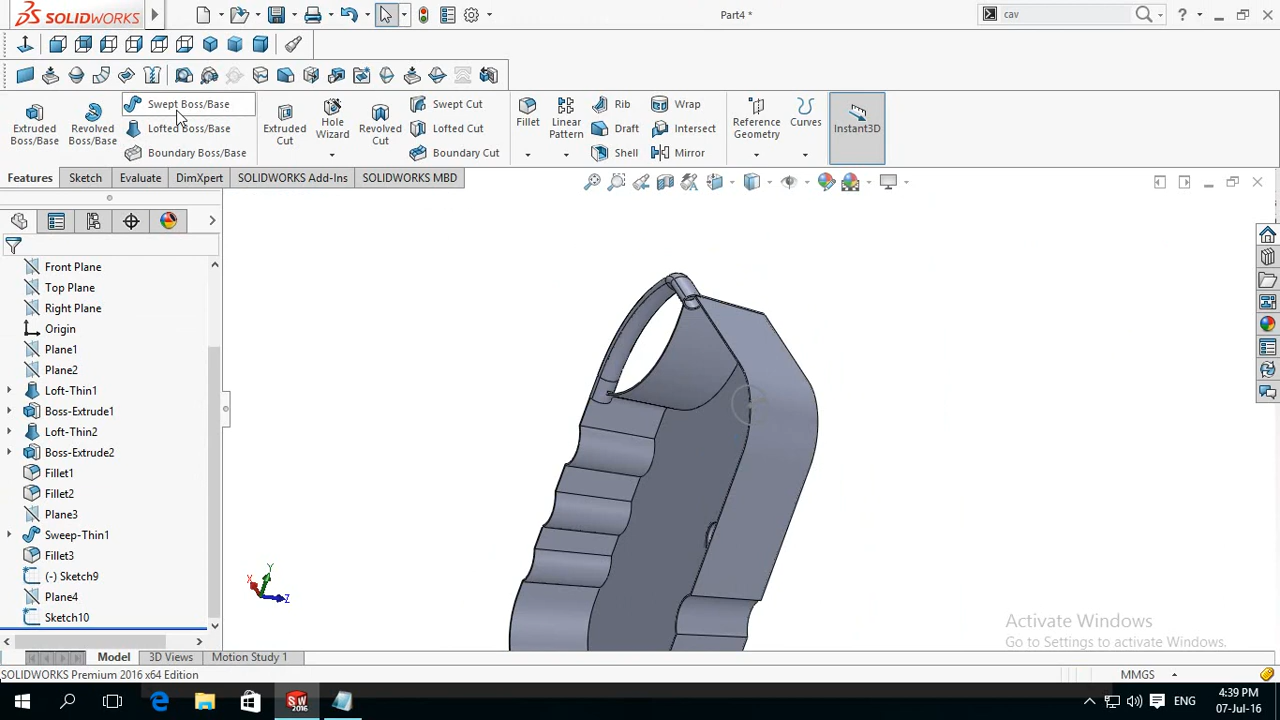 SOLIDWORKS
Part4 *
cav
Extruded Boss/Base
Revolved Boss/Base
Swept Boss/Base
Lofted Boss/Base
Boundary Boss/Base
Extruded Cut
Hole Wizard
Revolved Cut
Swept Cut
Lofted Cut
Boundary Cut
Fillet
Linear Pattern
Rib
Draft
Shell
Wrap
Intersect
Mirror
Reference Geometry
Curves
Instant3D
Features
Sketch
Evaluate
DimXpert
SOLIDWORKS Add-Ins
SOLIDWORKS MBD
Front Plane
Top Plane
Right Plane
Origin
Plane1
Plane2
Loft-Thin1
Boss-Extrude1
Loft-Thin2
Boss-Extrude2
Fillet1
Fillet2
Plane3
Sweep-Thin1
Fillet3
(-) Sketch9
Plane4
Sketch10
Y
X
Z
Activate Windows
Go to Settings to activate Windows.
Model
3D Views
Motion Study 1
SOLIDWORKS Premium 2016 x64 Edition
MMGS
SW
2016
ENG
4:39 PM
07-Jul-16